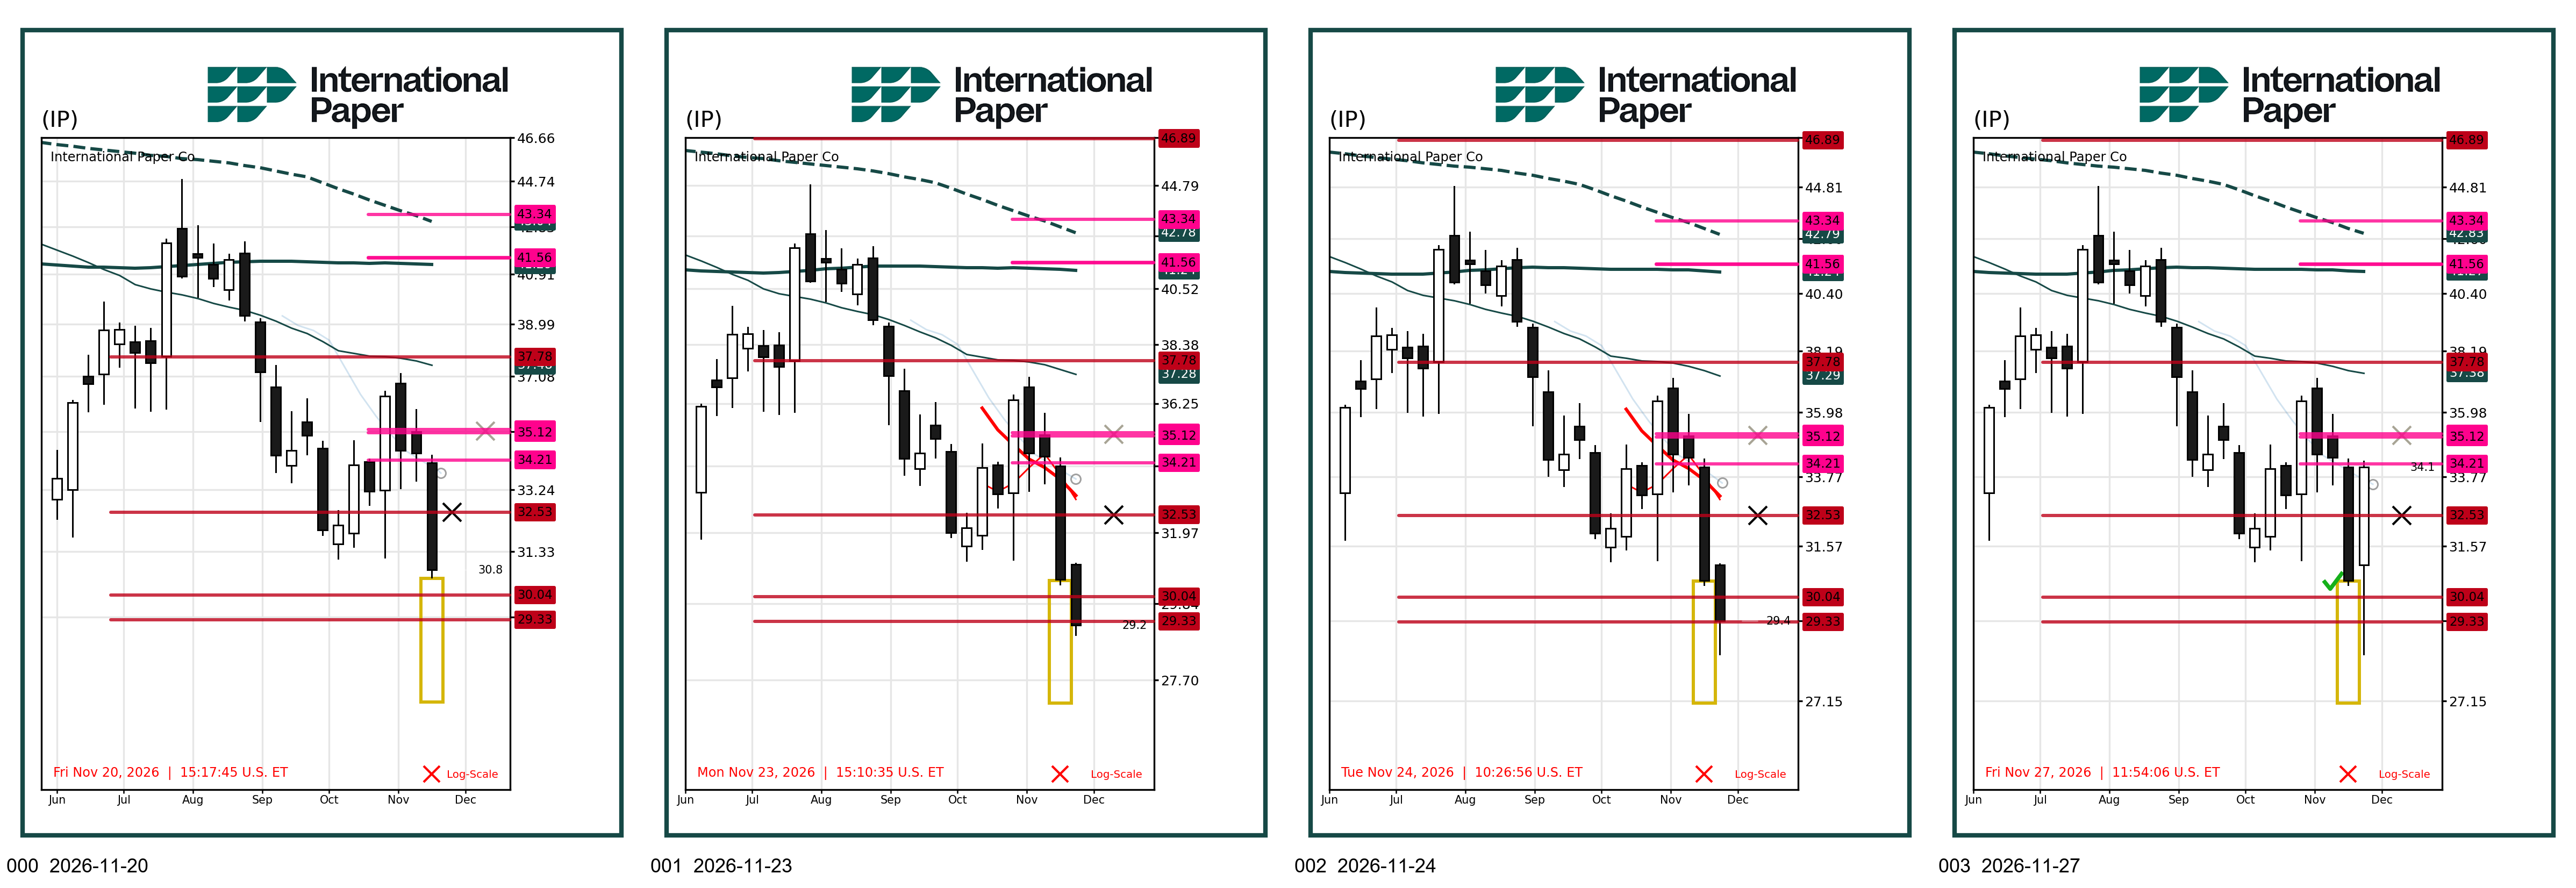 International
Paper
(IP)
International Paper Co
46.66
44.74
43.34
41.56
40.91
38.99
37.78
37.08
35.12
34.21
33.24
32.53
31.33
30.8
30.04
29.33
Fri Nov 20, 2026 | 15:17:45 U.S. ET
Log-Scale
Jun Jul Aug Sep Oct Nov Dec
000 2026-11-20
International
Paper
(IP)
International Paper Co
46.89
44.79
43.34
42.78
41.56
40.52
38.38
37.78
37.28
36.25
35.12
34.21
32.53
31.97
30.04
29.33
29.2
27.70
Mon Nov 23, 2026 | 15:10:35 U.S. ET
Log-Scale
Jun Jul Aug Sep Oct Nov Dec
001 2026-11-23
International
Paper
(IP)
International Paper Co
46.89
44.81
43.34
42.79
41.56
40.40
38.19
37.78
37.29
35.98
35.12
34.21
33.77
32.53
31.57
30.04
29.33
29.4
27.15
Tue Nov 24, 2026 | 10:26:56 U.S. ET
Log-Scale
Jun Jul Aug Sep Oct Nov Dec
002 2026-11-24
International
Paper
(IP)
International Paper Co
46.89
44.81
43.34
42.83
41.56
40.40
38.19
37.78
37.38
35.98
35.12
34.21
34.1
33.77
32.53
31.57
30.04
29.33
27.15
Fri Nov 27, 2026 | 11:54:06 U.S. ET
Log-Scale
Jun Jul Aug Sep Oct Nov Dec
003 2026-11-27